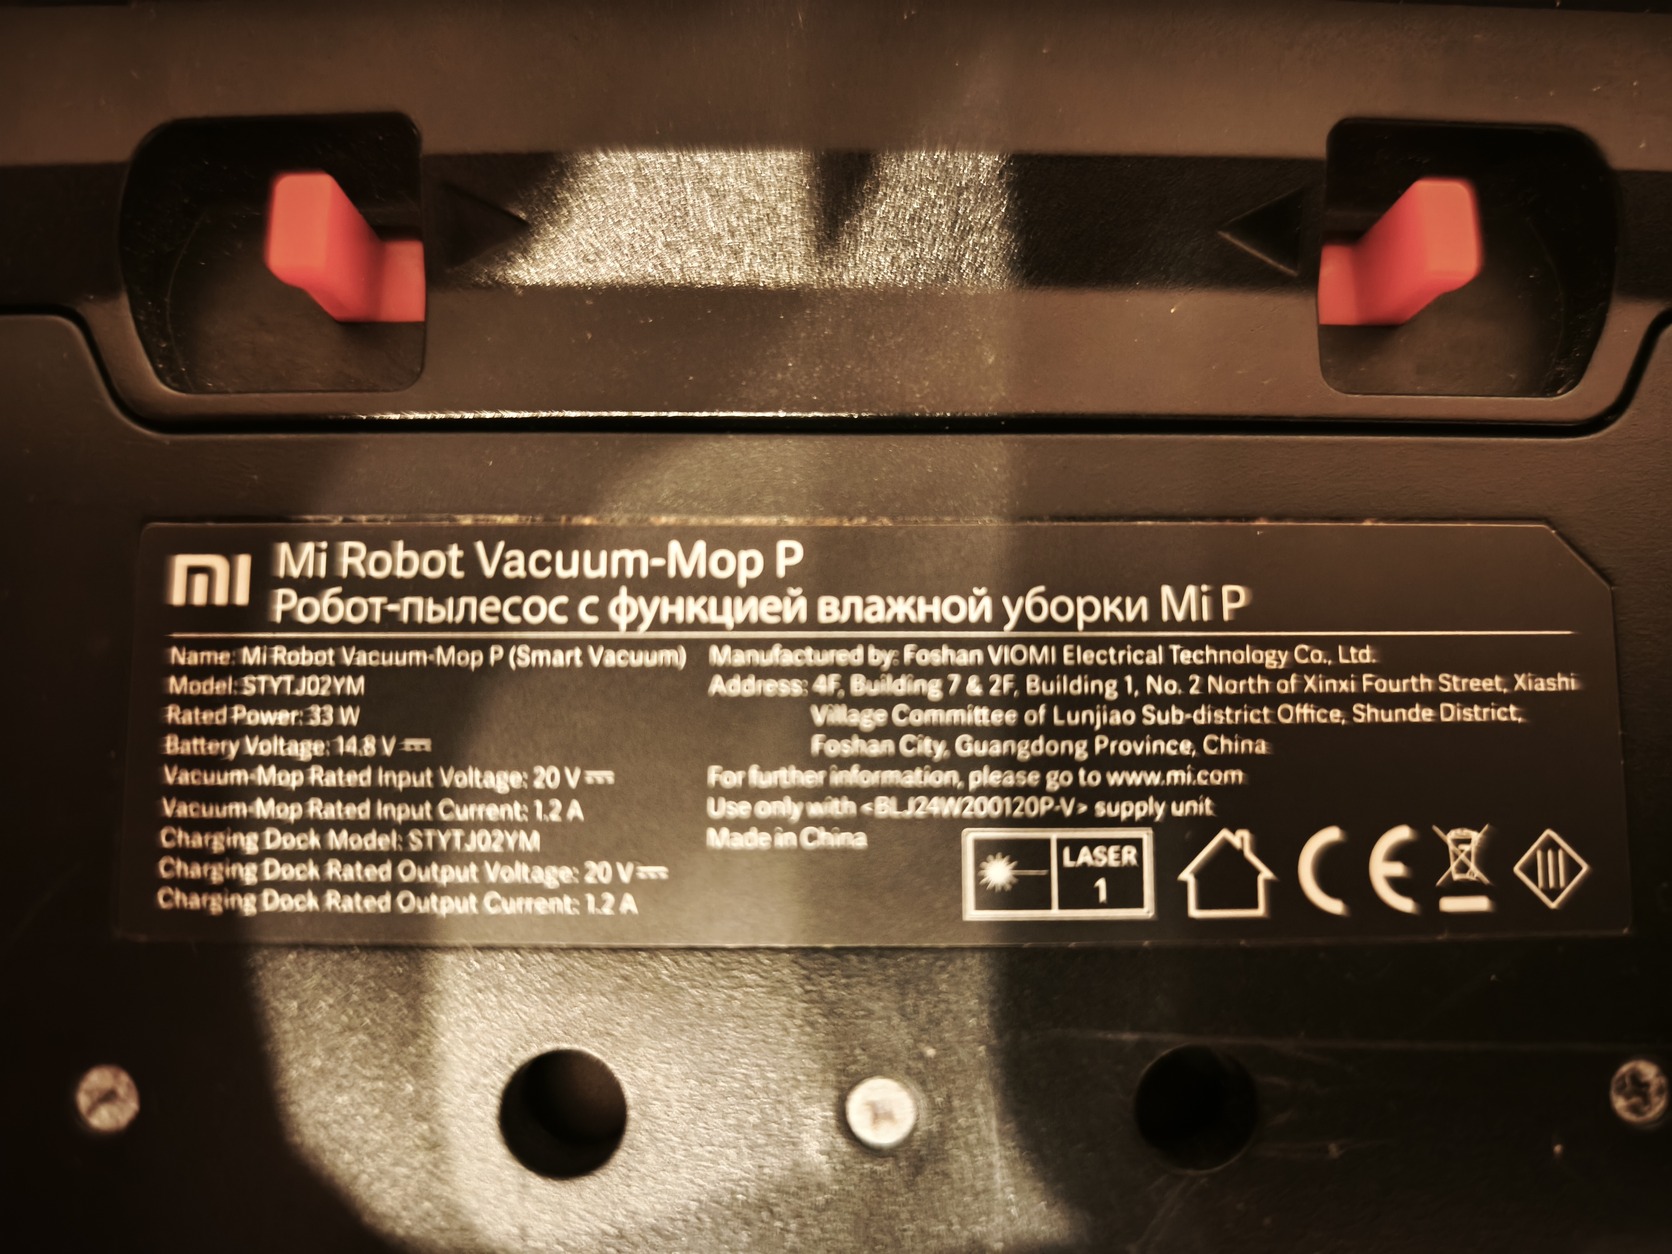 mi
Mi Robot Vacuum-Mop P
Робот-пылесос с функцией влажной уборки Mi P
Name: Mi Robot Vacuum-Mop P (Smart Vacuum)
Model: STYTJ02YM
Rated Power: 33 W
Battery Voltage: 14.8 V
Vacuum-Mop Rated Input Voltage: 20 V
Vacuum-Mop Rated Input Current: 1.2 A
Charging Dock Model: STYTJ02YM
Charging Dock Rated Output Voltage: 20 V
Charging Dock Rated Output Current: 1.2 A
Manufactured by: Foshan VIOMI Electrical Technology Co., Ltd.
Address: 4F, Building 7 & 2F, Building 1, No. 2 North of Xinxi Fourth Street, Xiashi
Village Committee of Lunjiao Sub-district Office, Shunde District,
Foshan City, Guangdong Province, China
For further information, please go to www.mi.com
Use only with <BLJ24W200120P-V> supply unit
Made in China
LASER
1
CE
III